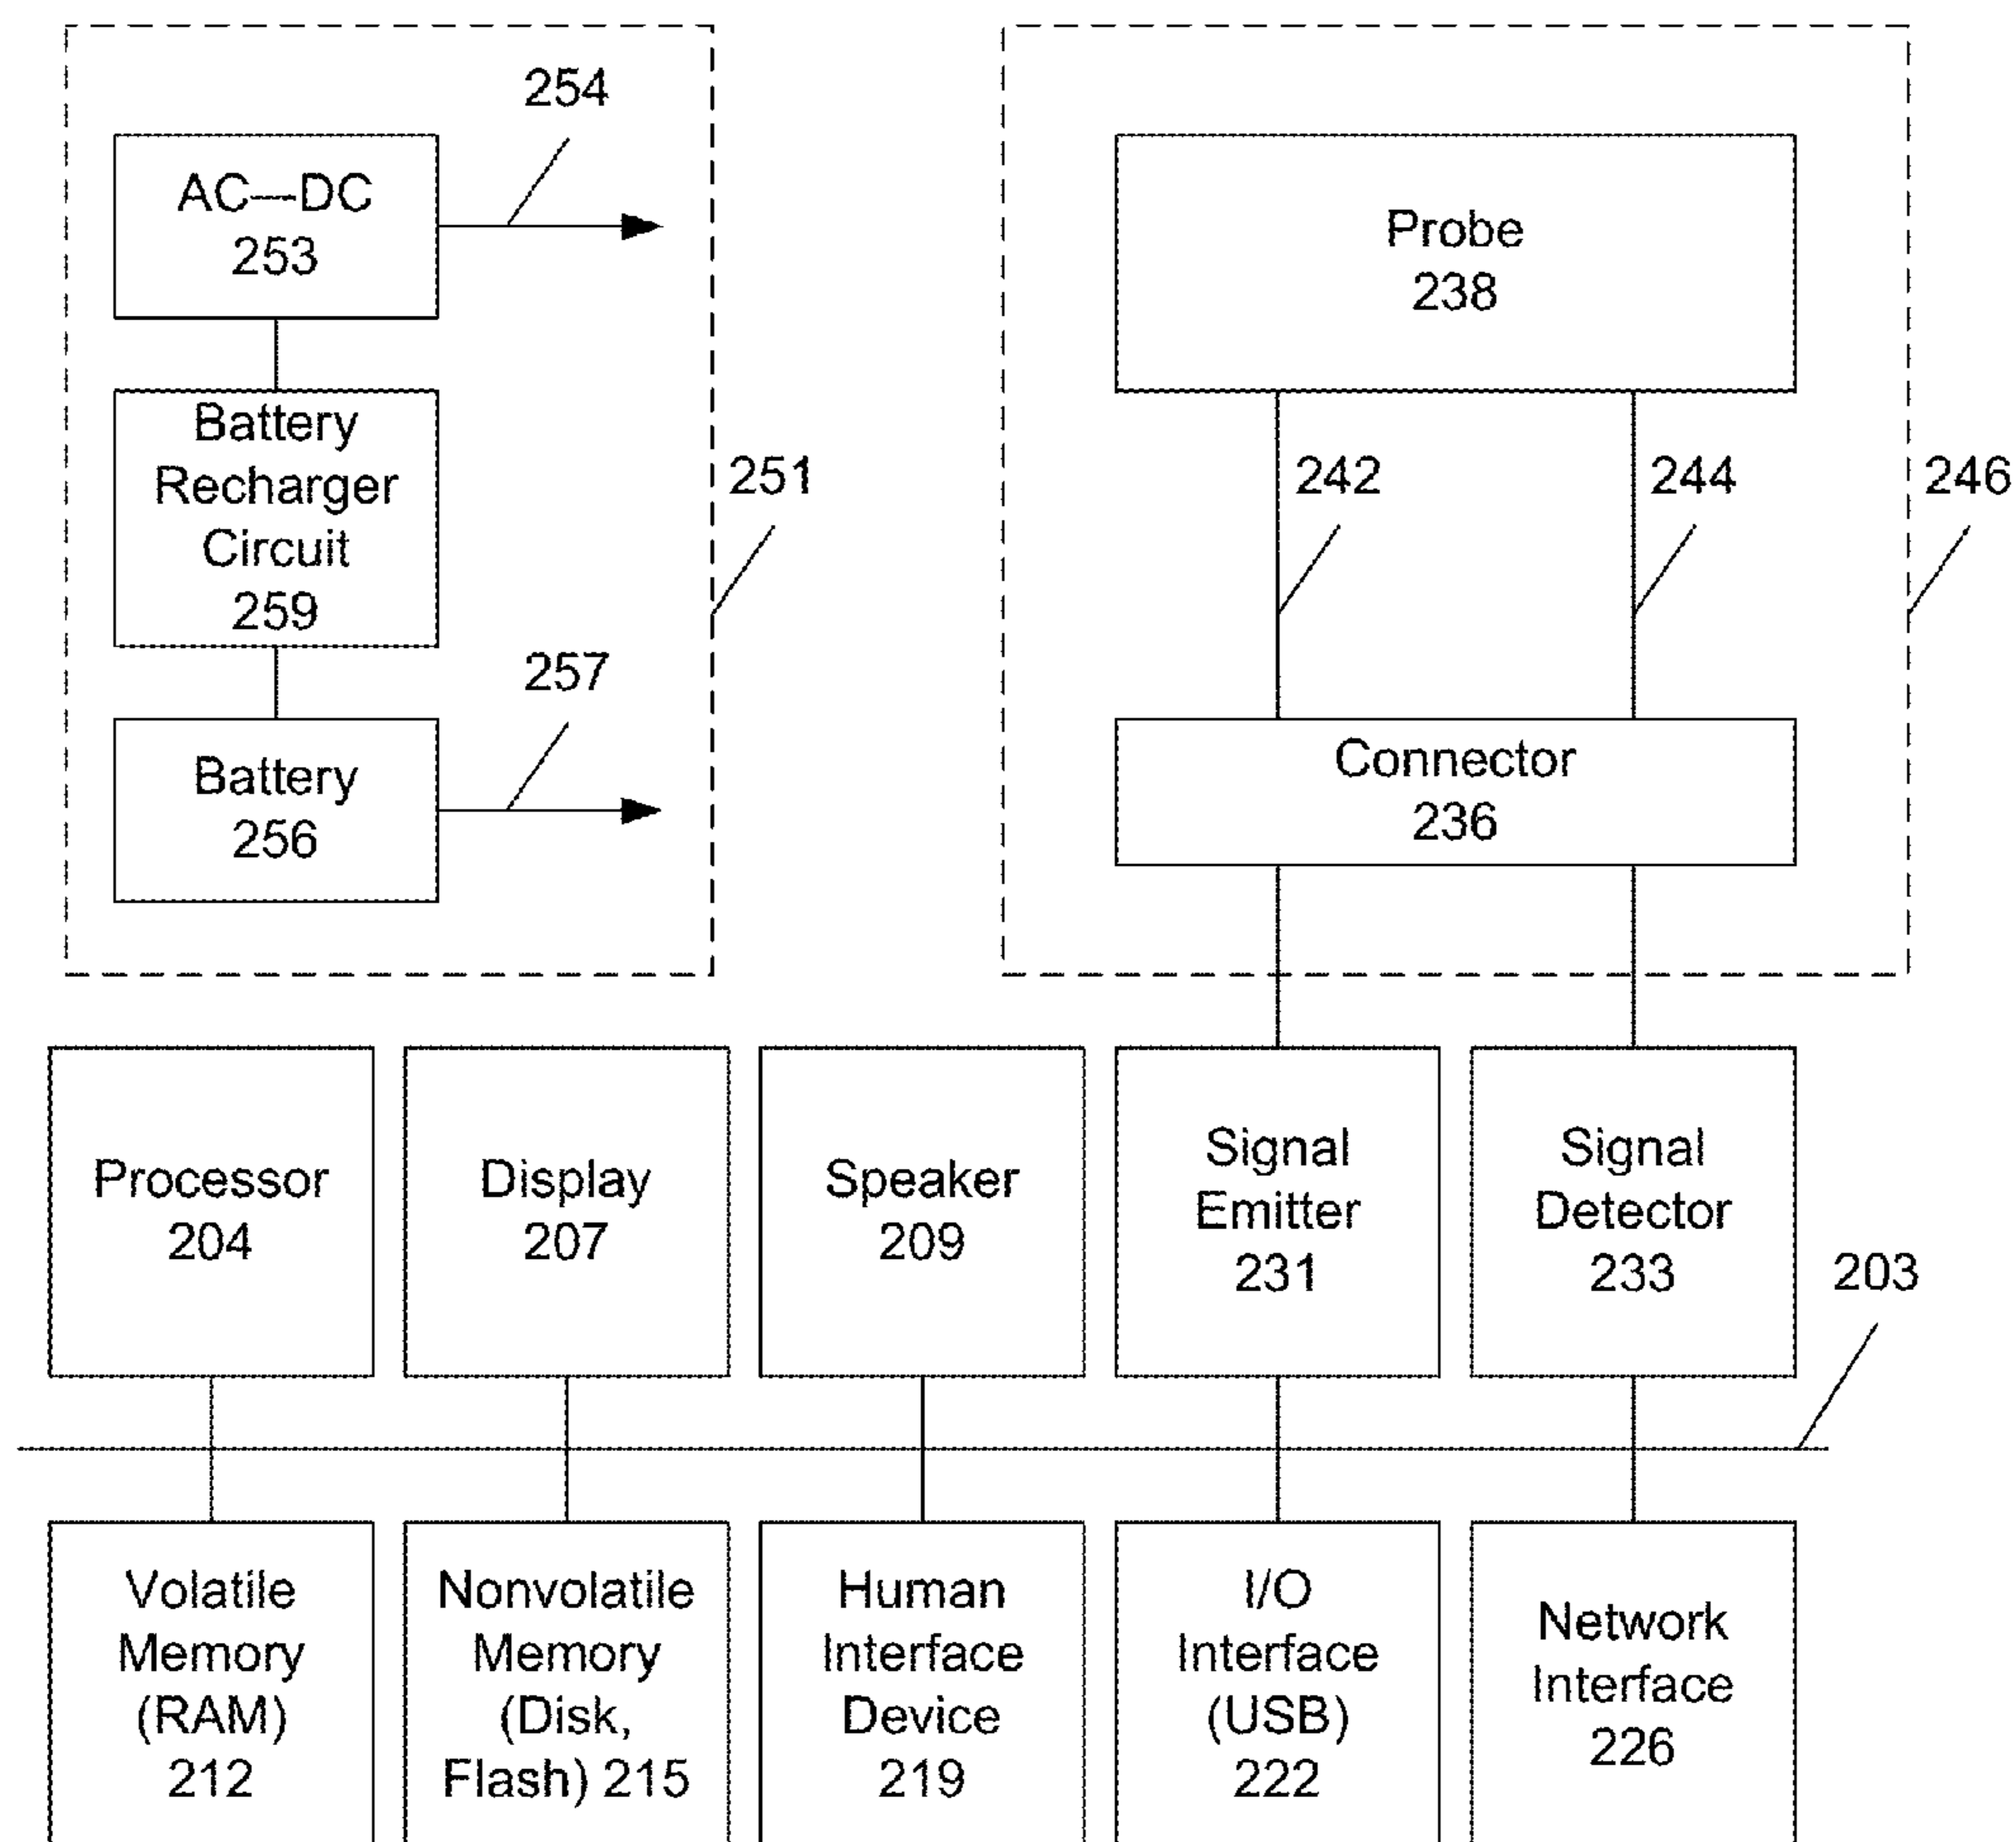 254
AC—DC
253
Probe
238
Battery
Recharger
Circuit
259
251
242
244
246
257
Battery
256
Connector
236
Processor
204
Display
207
Speaker
209
Signal
Emitter
231
Signal
Detector
233
203
Volatile
Memory
(RAM)
212
Nonvolatile
Memory
(Disk,
Flash) 215
Human
Interface
Device
219
I/O
Interface
(USB)
222
Network
Interface
226